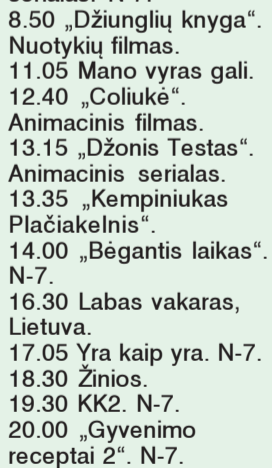 8.50 „Džiunglių knyga“.
Nuotykių filmas.
11.05 Mano vyras gali.
12.40 „Coliukė“.
Animacinis filmas.
13.15 „Džonis Testas“.
Animacinis serialas.
13.35 „Kempiniukas
Plačiakelnis“.
14.00 „Bėgantis laikas“.
N-7.
16.30 Labas vakaras,
Lietuva.
17.05 Yra kaip yra. N-7.
18.30 Žinios.
19.30 KK2. N-7.
20.00 „Gyvenimo
receptai 2“. N-7.